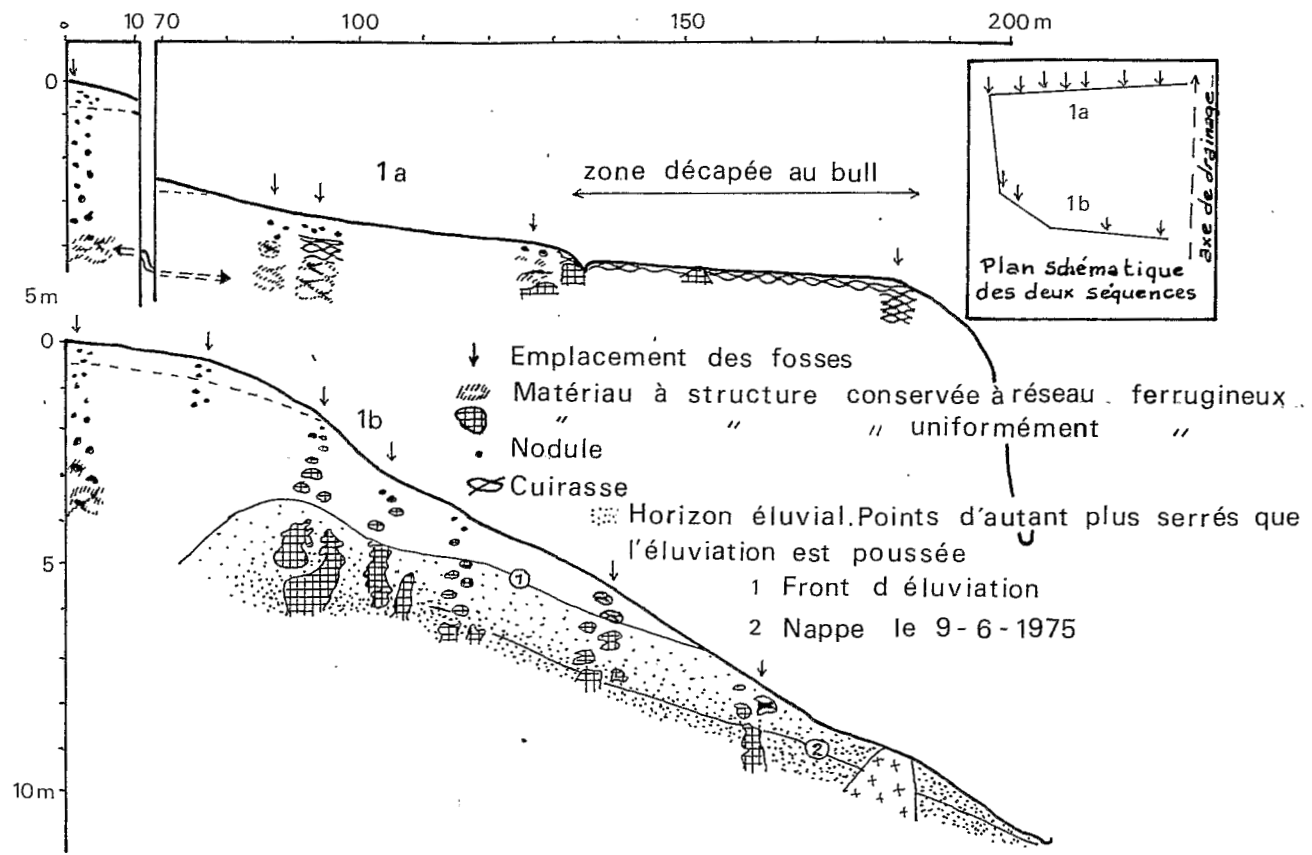 0 10 70 100 150 200 m
0
1a
zone décapée au bull
5 m
1a
1b
axe de drainage
Plan schématique
des deux séquences
0
1b
Emplacement des fosses
Matériau à structure conservée à réseau ferrugineux
" " " uniformément "
Nodule
Cuirasse
Horizon éluvial. Points d'autant plus serrés que
l'éluviation est poussée
1 Front d éluviation
2 Nappe le 9-6-1975
5
1
2
10 m